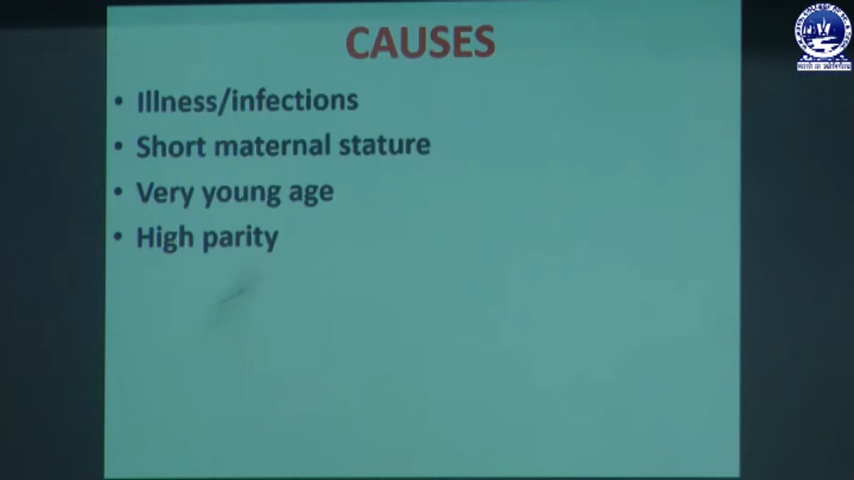 CAUSES
• Illness/infections
• Short maternal stature
• Very young age
• High parity